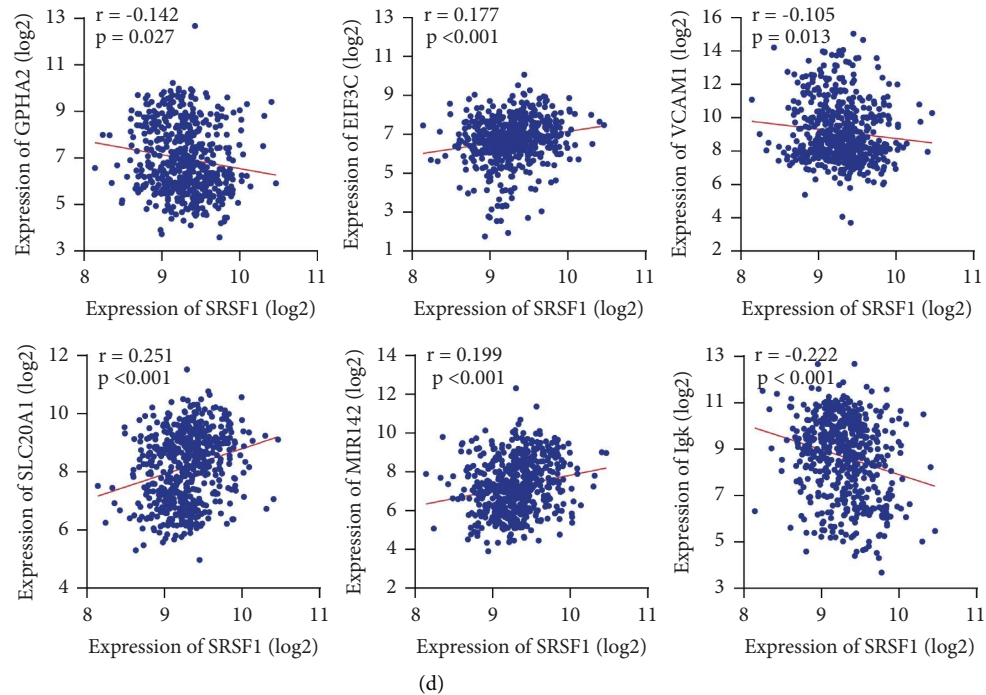 r = -0.142
p = 0.027
Expression of GPHA2 (log2)
13
11
9
7
5
3
8 9 10 11
Expression of SRSF1 (log2)
r = 0.177
p <0.001
Expression of EIF3C (log2)
13
11
9
7
5
3
1
8 9 10 11
Expression of SRSF1 (log2)
r = -0.105
p = 0.013
Expression of VCAM1 (log2)
16
14
12
10
8
6
4
2
8 9 10 11
Expression of SRSF1 (log2)
r = 0.251
p <0.001
Expression of SLC20A1 (log2)
12
10
8
6
4
8 9 10 11
Expression of SRSF1 (log2)
r = 0.199
p <0.001
Expression of MIR142 (log2)
14
12
10
8
6
4
2
8 9 10 11
Expression of SRSF1 (log2)
r = -0.222
p < 0.001
Expression of Igk (log2)
13
11
9
7
5
3
8 9 10 11
Expression of SRSF1 (log2)
(d)